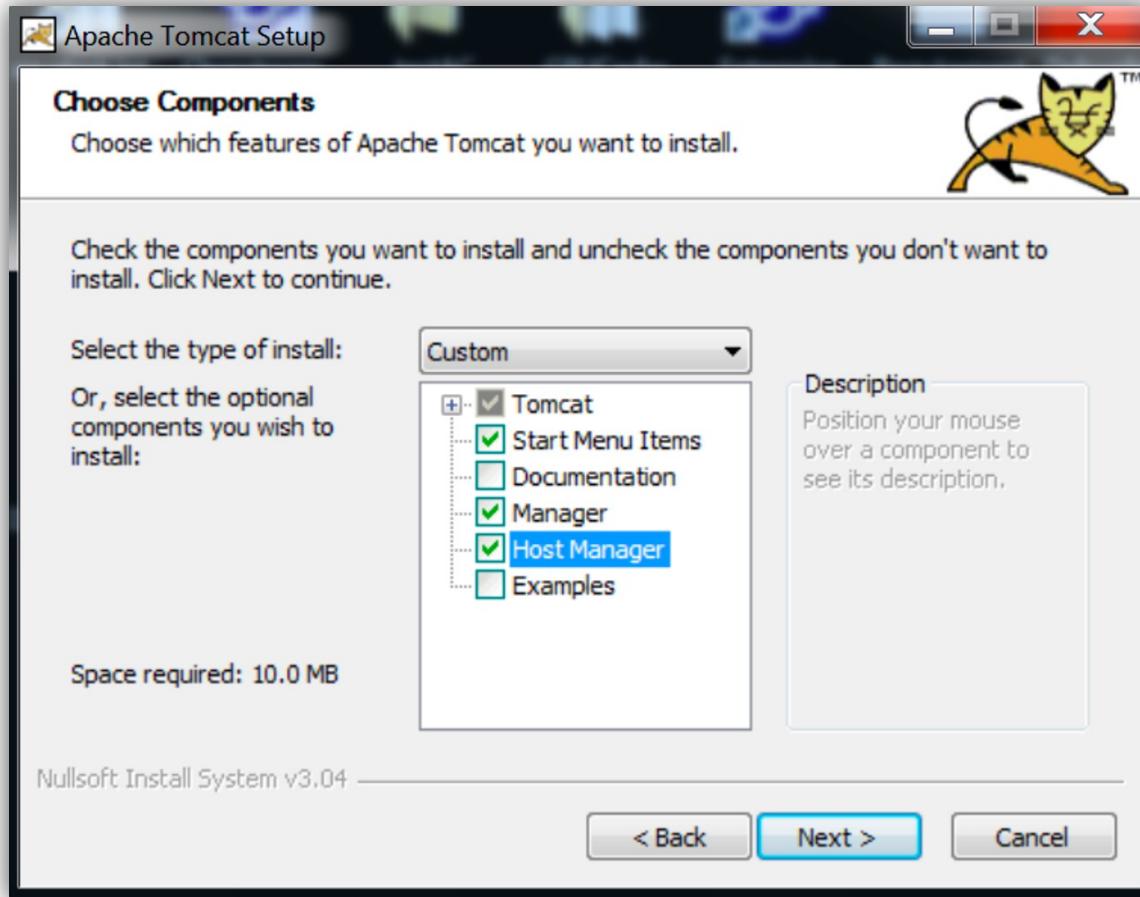 Apache Tomcat Setup
Choose Components
Choose which features of Apache Tomcat you want to install.
TM
Check the components you want to install and uncheck the components you don't want to
install. Click Next to continue.
Select the type of install:
Custom
Or, select the optional
components you wish to
install:
Tomcat
Start Menu Items
Documentation
Manager
Host Manager
Examples
Description
Position your mouse
over a component to
see its description.
Space required: 10.0 MB
Nullsoft Install System v3.04
< Back
Next >
Cancel